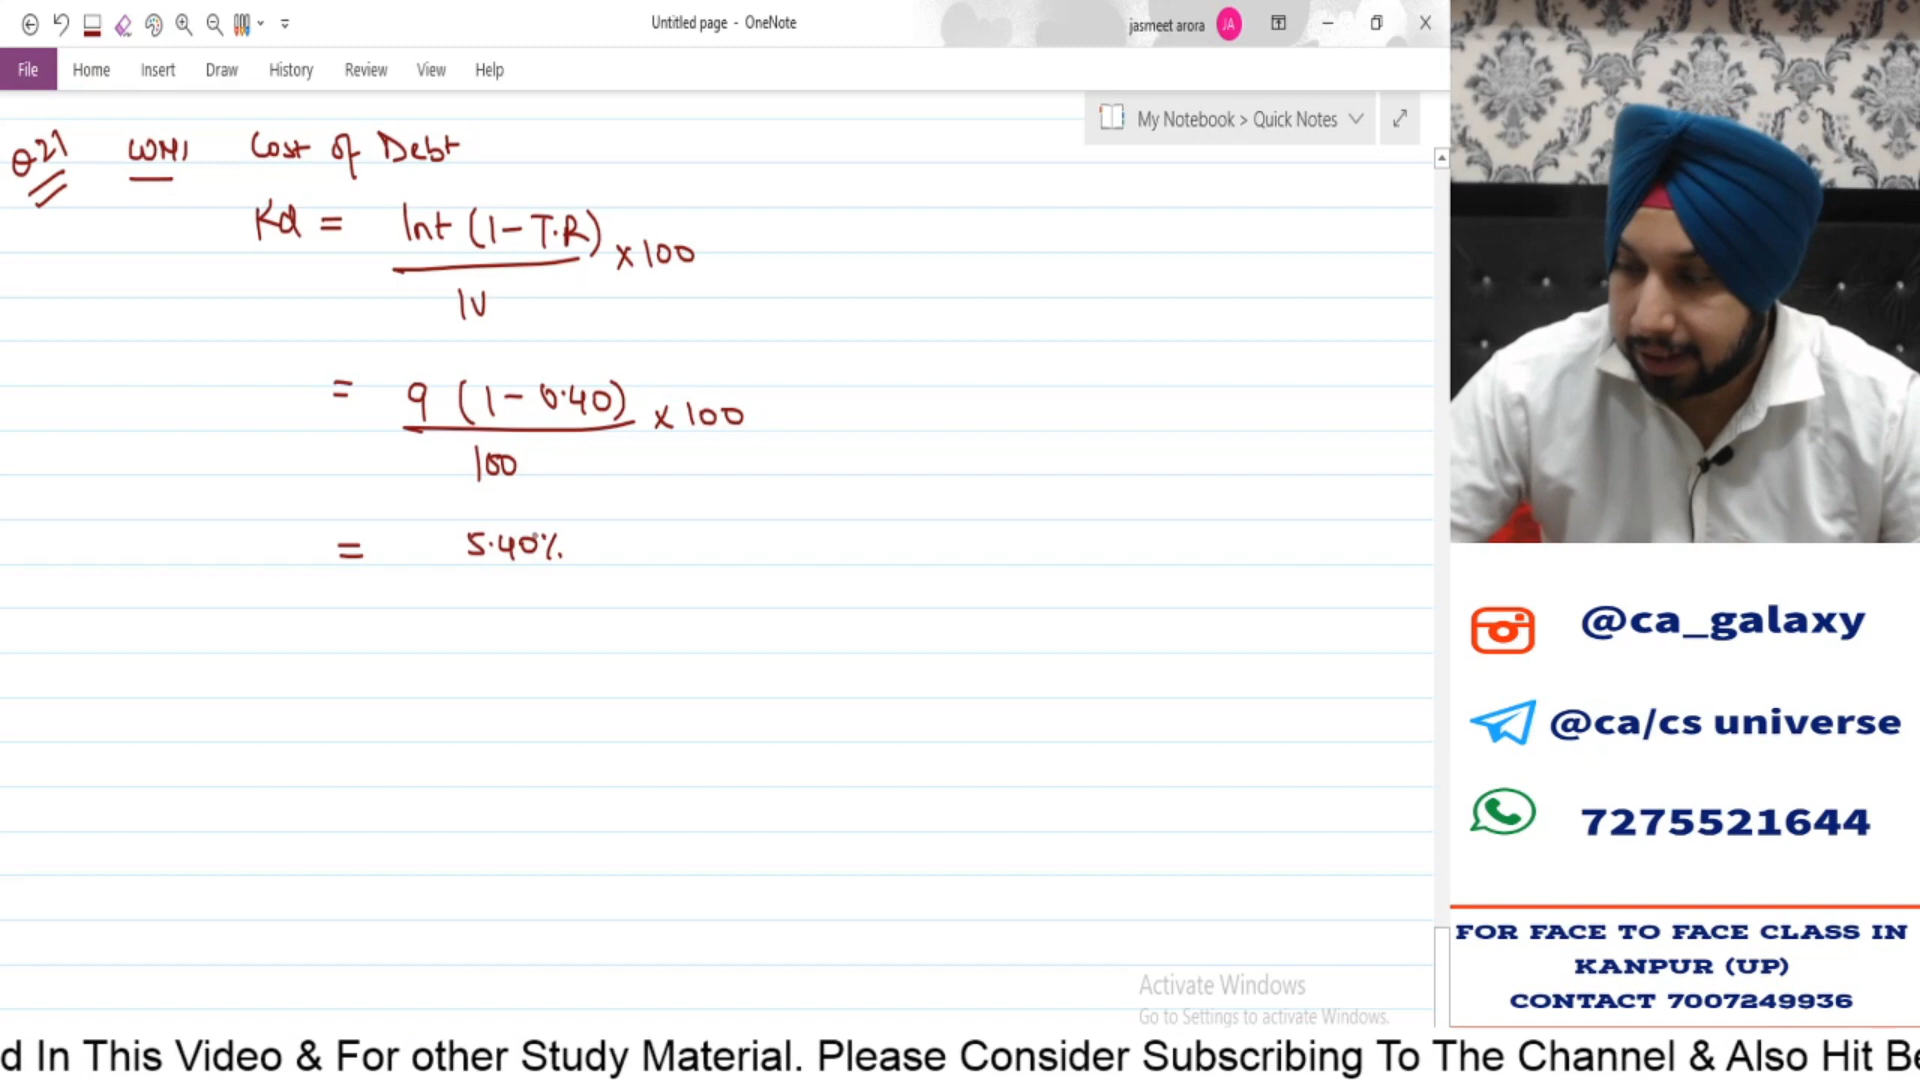 Untitled page - OneNote
jasmeet arora
JA
File Home Insert Draw History Review View Help
My Notebook > Quick Notes
Q21 WN1 Cost of Debt
Kd = Int (1 - T.R) x 100
IV
= 9 (1 - 0.40) x 100
100
= 5.40%
@ca_galaxy
@ca/cs universe
7275521644
FOR FACE TO FACE CLASS IN
KANPUR (UP)
CONTACT 7007249936
Activate Windows
Go to Settings to activate Windows.
d In This Video & For other Study Material. Please Consider Subscribing To The Channel & Also Hit Be